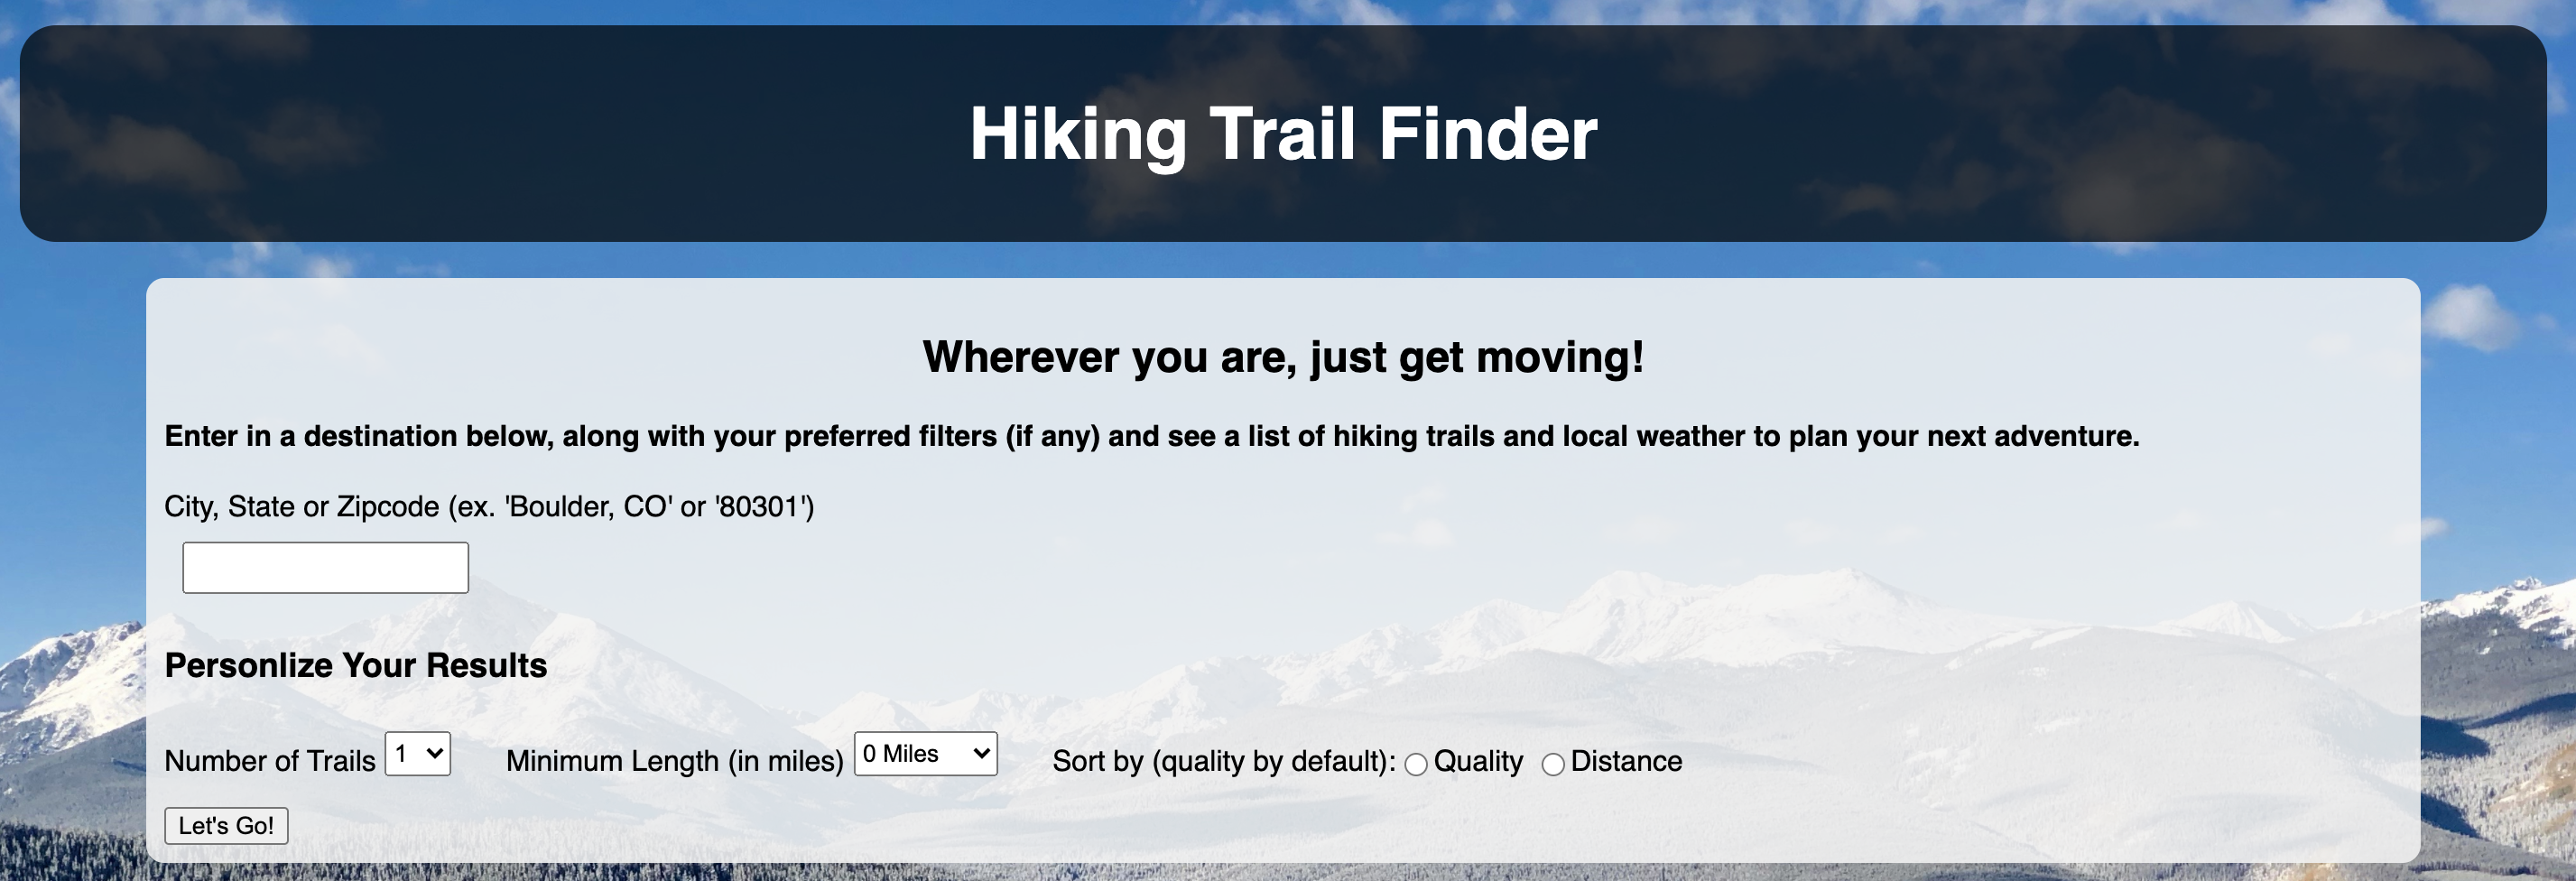 Hiking Trail Finder
Wherever you are, just get moving!
Enter in a destination below, along with your preferred filters (if any) and see a list of hiking trails and local weather to plan your next adventure.
City, State or Zipcode (ex. 'Boulder, CO' or '80301')
Personlize Your Results
Number of Trails 1 Minimum Length (in miles) 0 Miles Sort by (quality by default): Quality Distance
Let's Go!